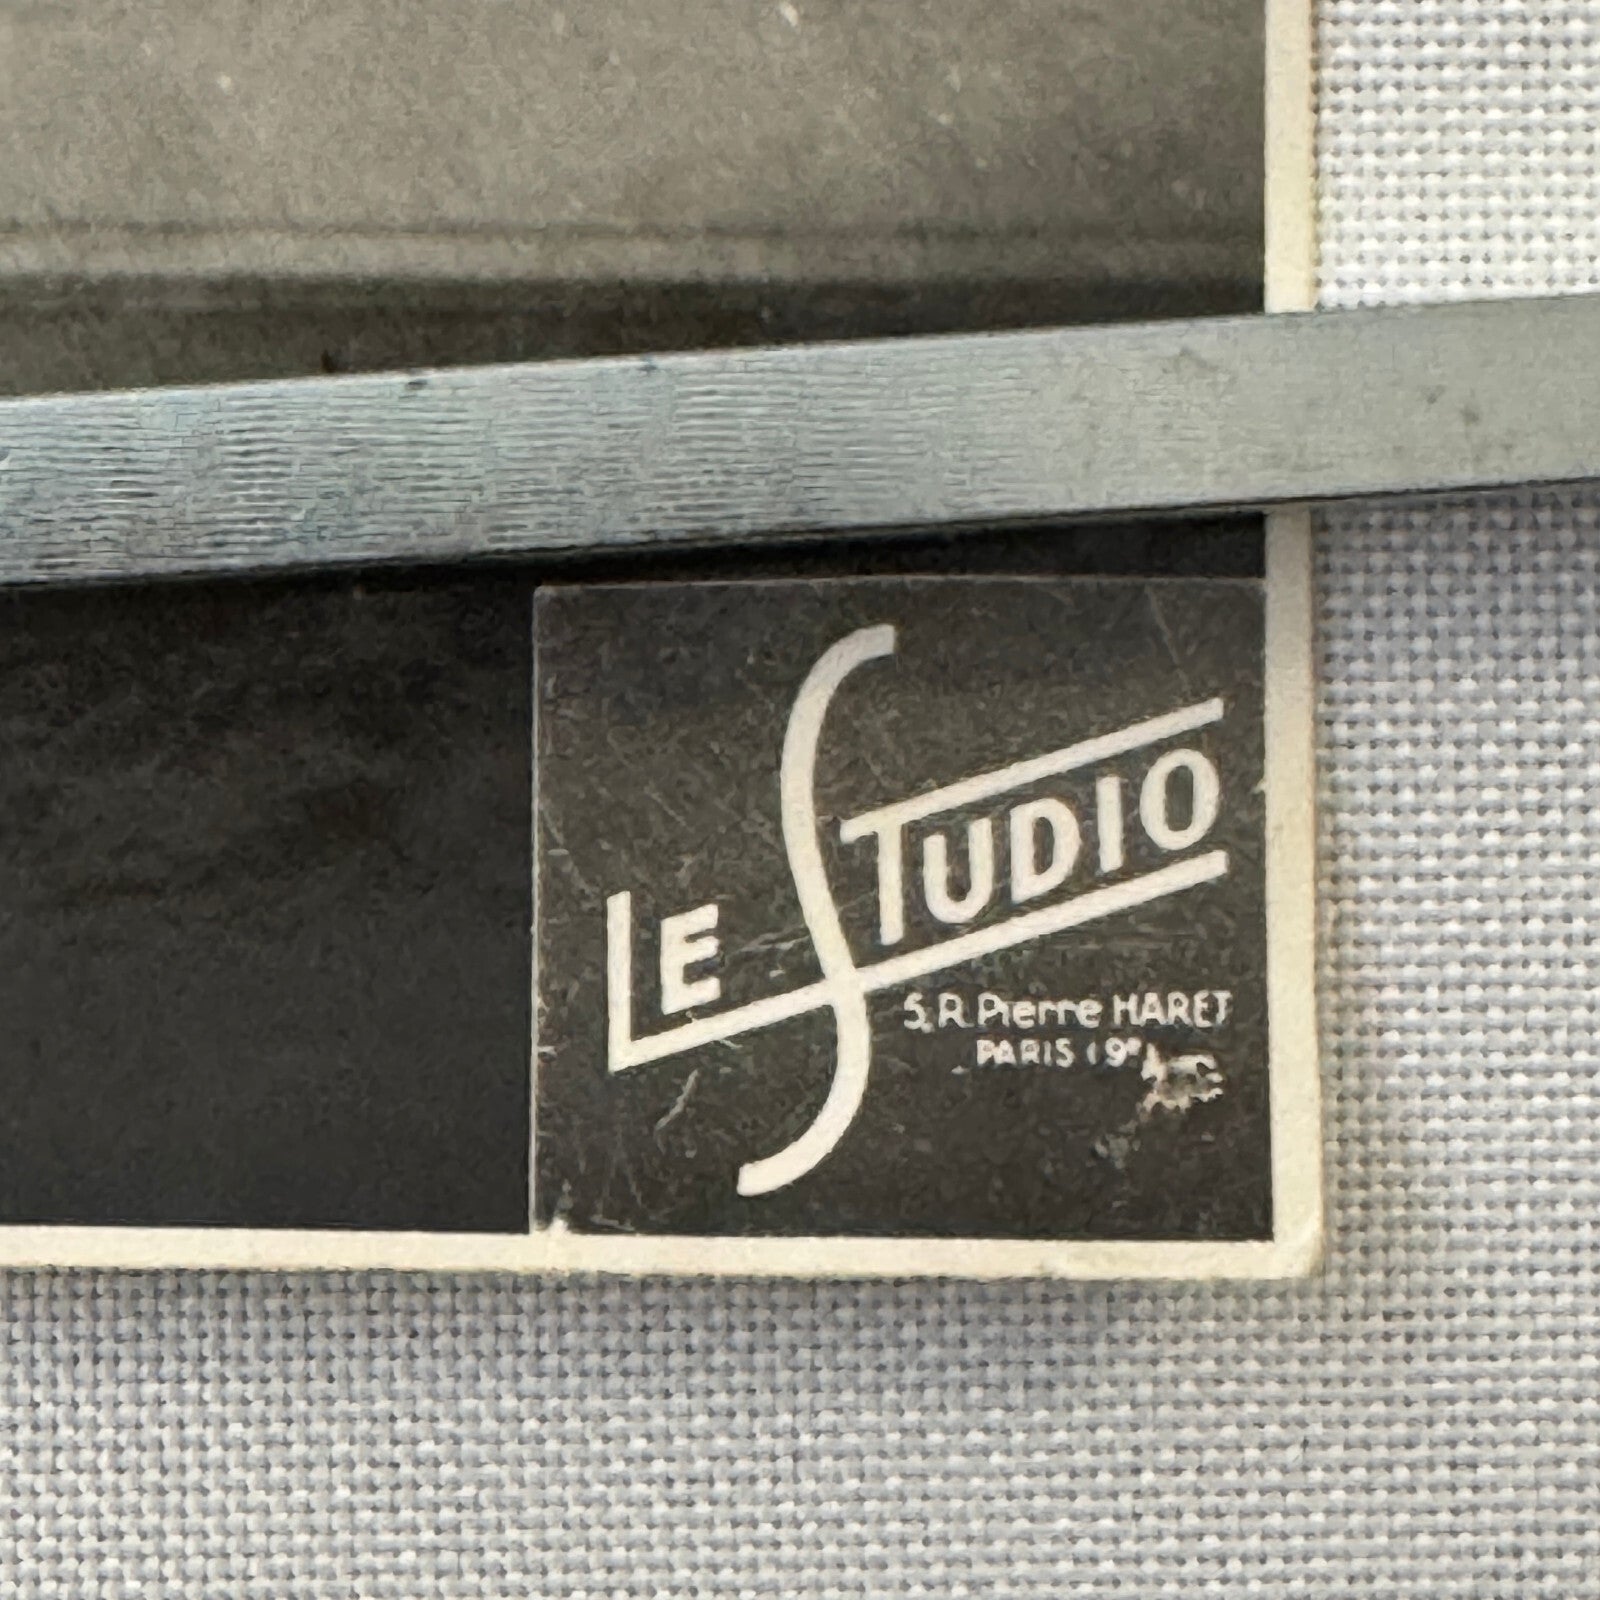 LE STUDIO
5, R. Pierre HARET
PARIS (9e